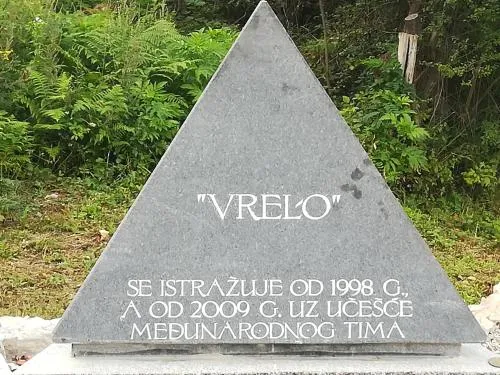 "VRELO"
SE ISTRAŽUJE OD 1998 G.,
A OD 2009 G. UZ UČEŠĆE
MEĐUNARODNOG TIMA